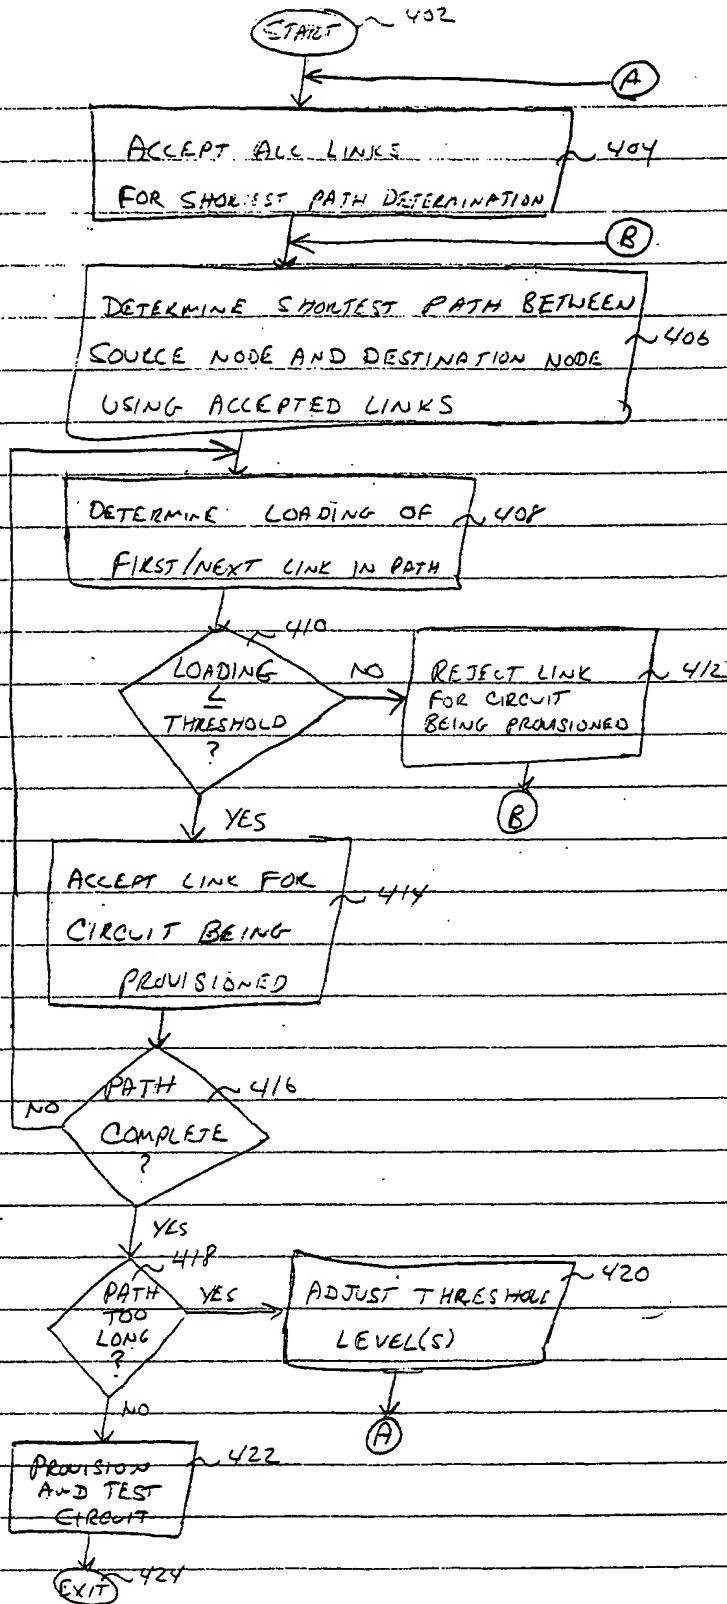 START 402
A
ACCEPT ALL LINKS
FOR SHORTEST PATH DETERMINATION
404
B
DETERMINE SHORTEST PATH BETWEEN
SOURCE NODE AND DESTINATION NODE
USING ACCEPTED LINKS
406
DETERMINE LOADING OF
FIRST/NEXT LINK IN PATH
408
410
LOADING
≤
THRESHOLD
?
NO
REJECT LINK
FOR CIRCUIT
BEING PROVISIONED
412
B
YES
ACCEPT LINK FOR
CIRCUIT BEING
PROVISIONED
414
PATH
COMPLETE
?
416
NO
YES
418
PATH
TOO
LONG
?
YES
ADJUST THRESHOLD
LEVEL(S)
420
A
NO
PROVISION
AND TEST
CIRCUIT
422
EXIT 424